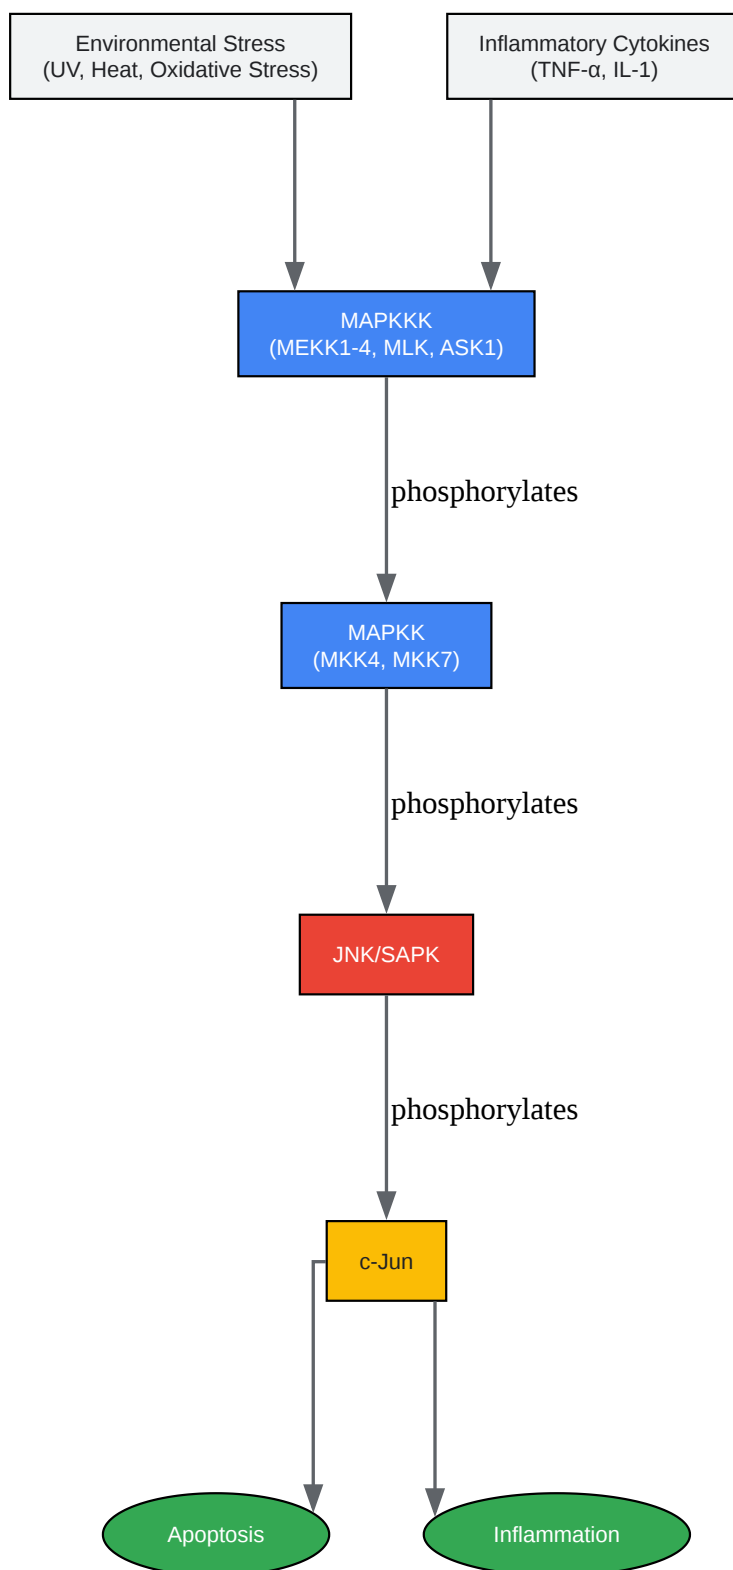 Environmental Stress
(UV, Heat, Oxidative Stress)
Inflammatory Cytokines
(TNF-α, IL-1)
MAPKKK
(MEKK1-4, MLK, ASK1)
phosphorylates
MAPKK
(MKK4, MKK7)
phosphorylates
JNK/SAPK
phosphorylates
c-Jun
Apoptosis
Inflammation